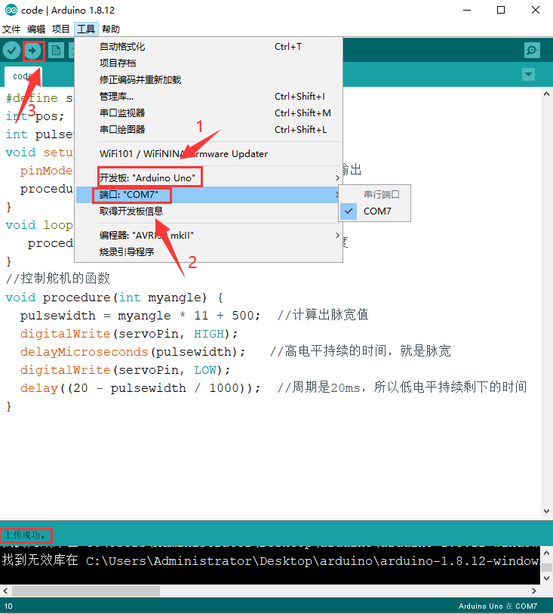 code | Arduino 1.8.12
文件 编辑 项目 工具 帮助
自动格式化 Ctrl+T
项目存档
修正编码并重新加载
管理库... Ctrl+Shift+I
串口监视器 Ctrl+Shift+M
串口绘图器 Ctrl+Shift+L
WiFi101 / WiFiNINA Firmware Updater
开发板: "Arduino Uno"
端口: "COM7"
取得开发板信息
编程器: "AVRISP mkII"
烧录引导程序
串行端口
COM7
1
2
3
code
#define s
int pos;
int pulsew
void setu
pinMode 输出
procedu
}
void loop
proced 度
}
//控制舵机的函数
void procedure(int myangle) {
pulsewidth = myangle * 11 + 500; //计算出脉宽值
digitalWrite(servoPin, HIGH);
delayMicroseconds(pulsewidth); //高电平持续的时间，就是脉宽
digitalWrite(servoPin, LOW);
delay((20 - pulsewidth / 1000)); //周期是20ms，所以低电平持续剩下的时间
}
上传成功。
找到无效库在 C:\Users\Administrator\Desktop\arduino\arduino-1.8.12-window
10 Arduino Uno 在 COM7